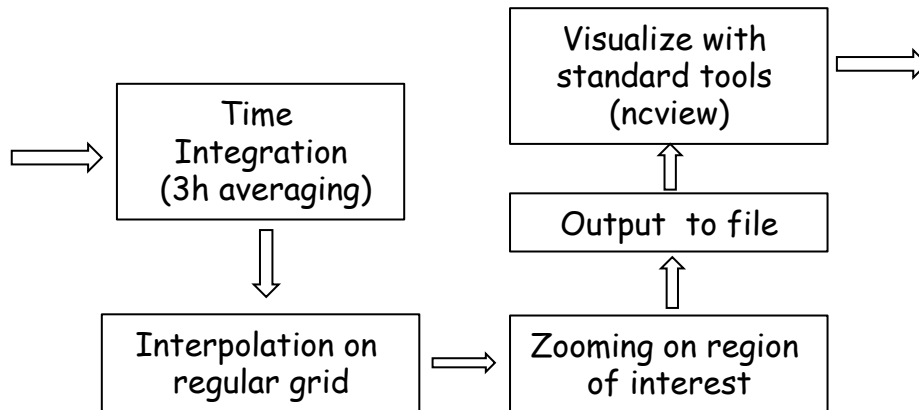 Time
Integration
(3h averaging)
Interpolation on
regular grid
Zooming on region
of interest
Output to file
Visualize with
standard tools
(ncview)